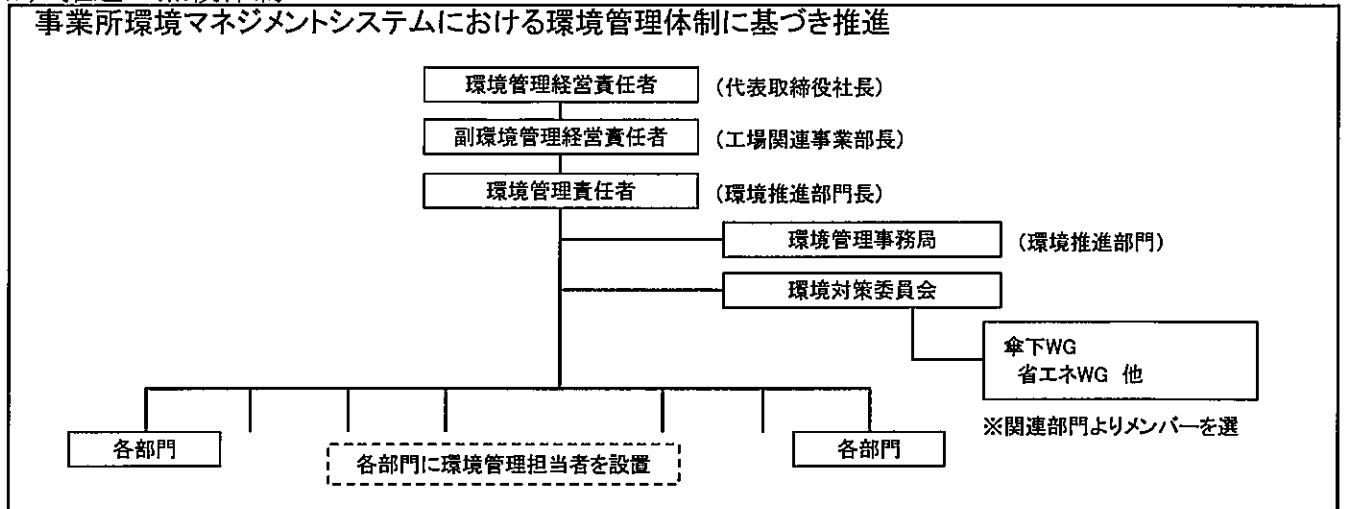 事業所環境マネジメントシステムにおける環境管理体制に基づき推進
環境管理経営責任者 (代表取締役社長)
副環境管理経営責任者 (工場関連事業部長)
環境管理責任者 (環境推進部門長)
環境管理事務局 (環境推進部門)
環境対策委員会
傘下WG
省エネWG 他
※関連部門よりメンバーを選
各部門 各部門に環境管理担当者を設置 各部門